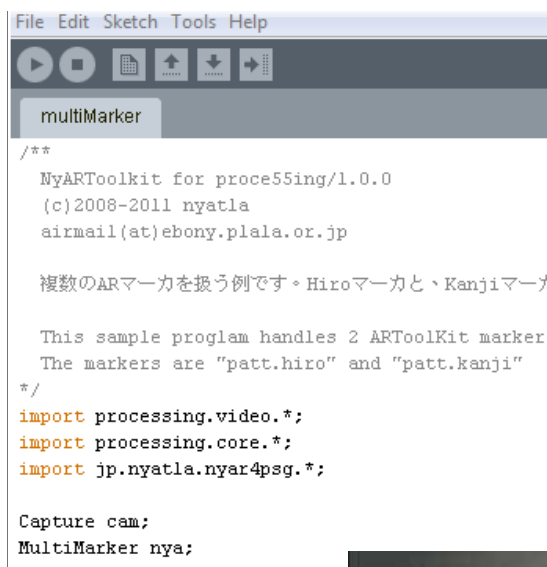 File Edit Sketch Tools Help
multiMarker
/**
NyARToolkit for proce55ing/1.0.0
(c)2008-2011 nyatla
airmail(at)ebony.plala.or.jp
複数のARマーカを扱う例です。Hiroマーカと、Kanjiマーカ
This sample proglam handles 2 ARToolKit marker
The markers are "patt.hiro" and "patt.kanji"
*/
import processing.video.*;
import processing.core.*;
import jp.nyatla.nyar4psg.*;
Capture cam;
MultiMarker nya;